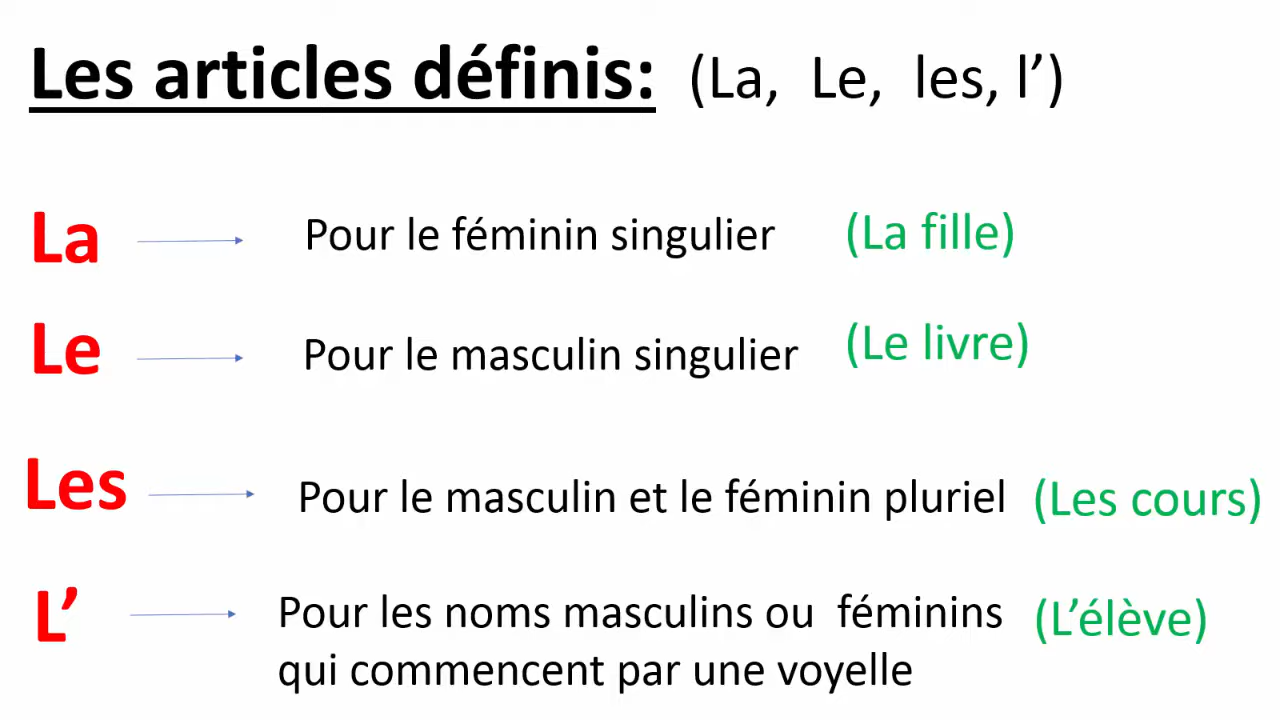 Les articles définis: (La, Le, les, l’)
La Pour le féminin singulier (La fille)
Le Pour le masculin singulier (Le livre)
Les Pour le masculin et le féminin pluriel (Les cours)
L’ Pour les noms masculins ou féminins (L’élève)
qui commencent par une voyelle